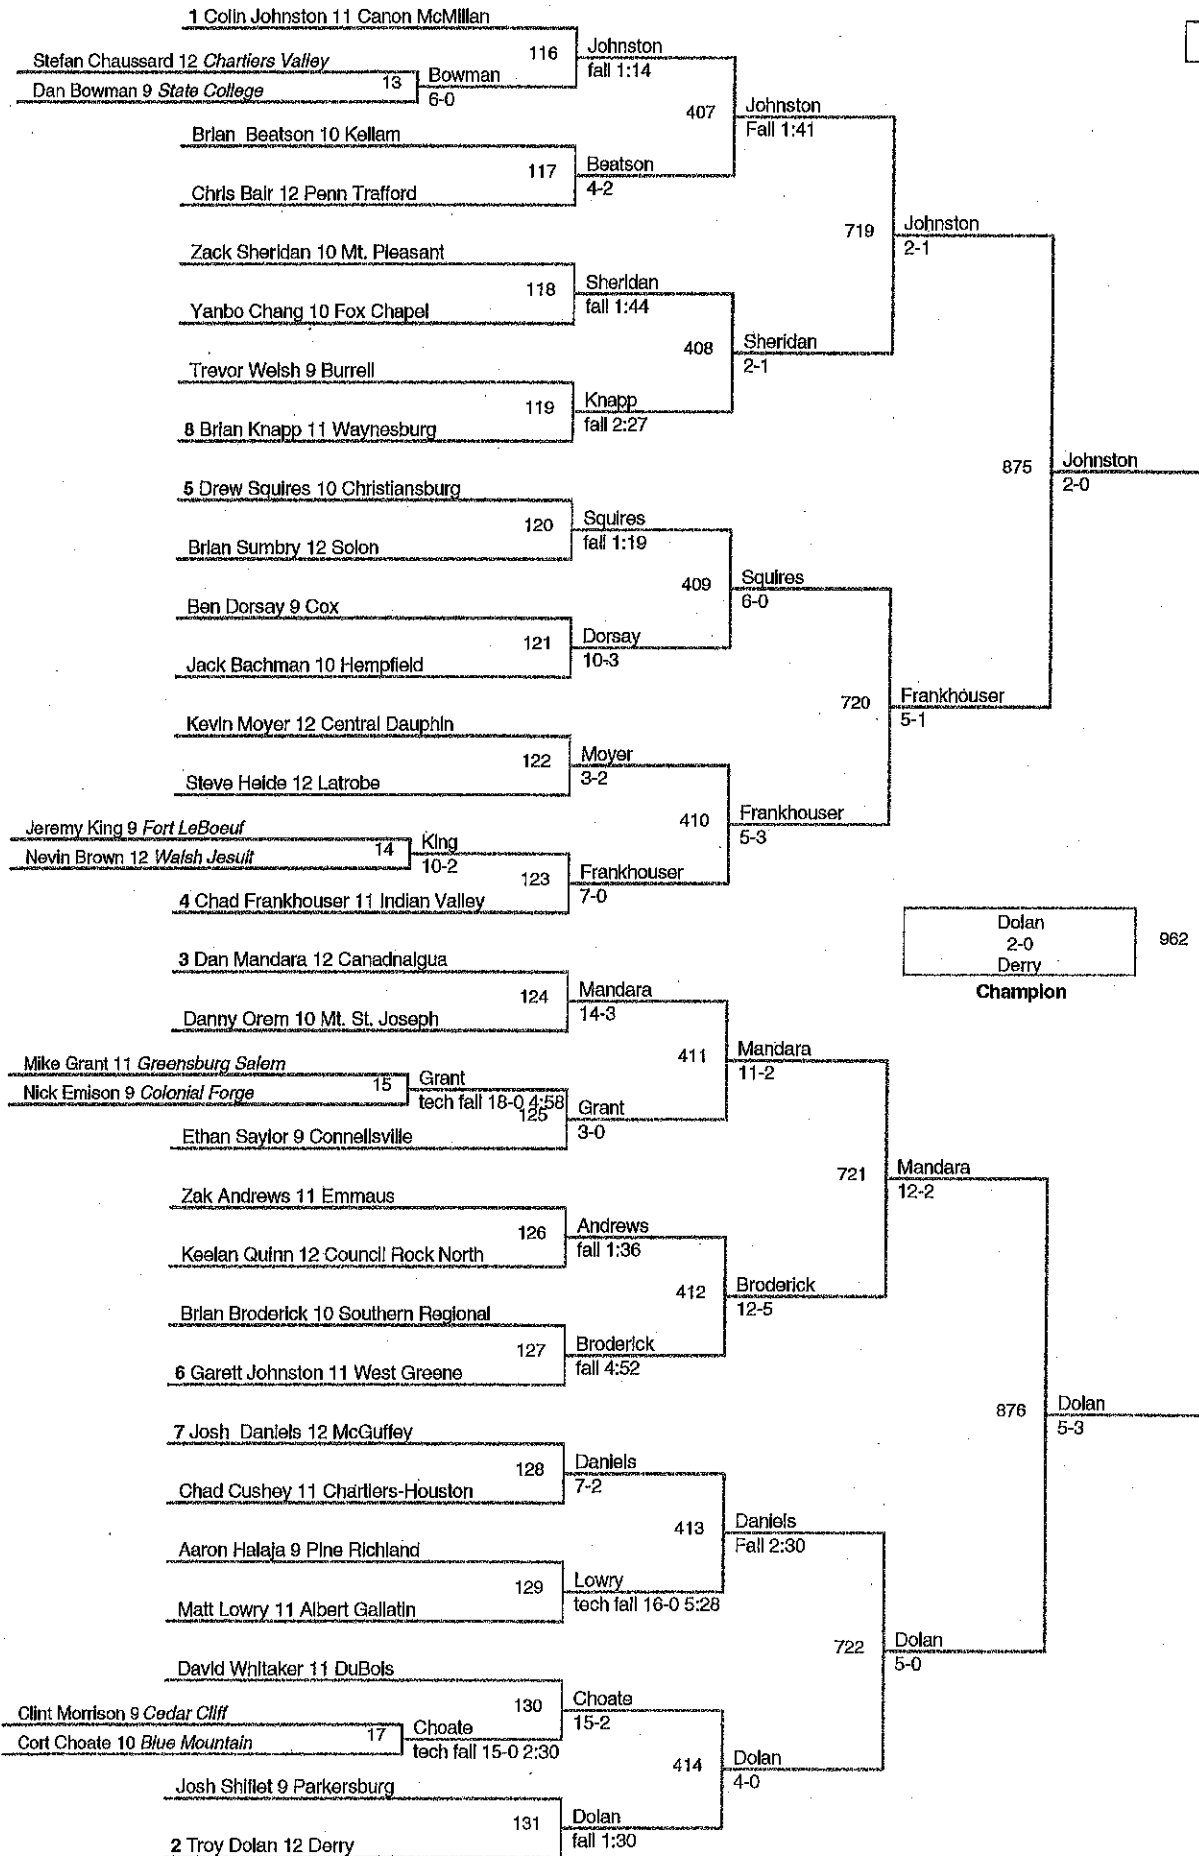 1 Colin Johnston 11 Canon McMillan
116
Johnston
fall 1:14
Stefan Chaussard 12 Chartiers Valley
13
Bowman
6-0
Dan Bowman 9 State College
407
Johnston
Fall 1:41
Brian Beatson 10 Kellam
117
Beatson
4-2
Chris Bair 12 Penn Trafford
719
Johnston
2-1
Zack Sheridan 10 Mt. Pleasant
118
Sheridan
fall 1:44
Yanbo Chang 10 Fox Chapel
408
Sheridan
2-1
Trevor Welsh 9 Burrell
119
Knapp
fall 2:27
8 Brian Knapp 11 Waynesburg
875
Johnston
2-0
5 Drew Squires 10 Christiansburg
120
Squires
fall 1:19
Brian Sumbry 12 Solon
409
Squires
6-0
Ben Dorsay 9 Cox
121
Dorsay
10-3
Jack Bachman 10 Hempfield
720
Frankhouser
5-1
Kevin Moyer 12 Central Dauphin
122
Moyer
3-2
Steve Heide 12 Latrobe
410
Frankhouser
5-3
Jeremy King 9 Fort LeBoeuf
14
King
10-2
Nevin Brown 12 Walsh Jesuit
123
Frankhouser
7-0
4 Chad Frankhouser 11 Indian Valley
Dolan
2-0
Derry
962
Champion
3 Dan Mandara 12 Canadnaigua
124
Mandara
14-3
Danny Orem 10 Mt. St. Joseph
411
Mandara
11-2
Mike Grant 11 Greensburg Salem
15
Grant
tech fall 18-0 4:58
Nick Emison 9 Colonial Forge
125
Grant
3-0
Ethan Saylor 9 Connellsville
721
Mandara
12-2
Zak Andrews 11 Emmaus
126
Andrews
fall 1:36
Keelan Quinn 12 Council Rock North
412
Broderick
12-5
Brian Broderick 10 Southern Regional
127
Broderick
fall 4:52
6 Garett Johnston 11 West Greene
876
Dolan
5-3
7 Josh Daniels 12 McGuffey
128
Daniels
7-2
Chad Cushey 11 Chartiers-Houston
413
Daniels
Fall 2:30
Aaron Halaja 9 Pine Richland
129
Lowry
tech fall 16-0 5:28
Matt Lowry 11 Albert Gallatin
722
Dolan
5-0
David Whitaker 11 DuBois
130
Choate
15-2
Clint Morrison 9 Cedar Cliff
17
Choate
tech fall 15-0 2:30
Cort Choate 10 Blue Mountain
414
Dolan
4-0
Josh Shiflet 9 Parkersburg
131
Dolan
fall 1:30
2 Troy Dolan 12 Derry